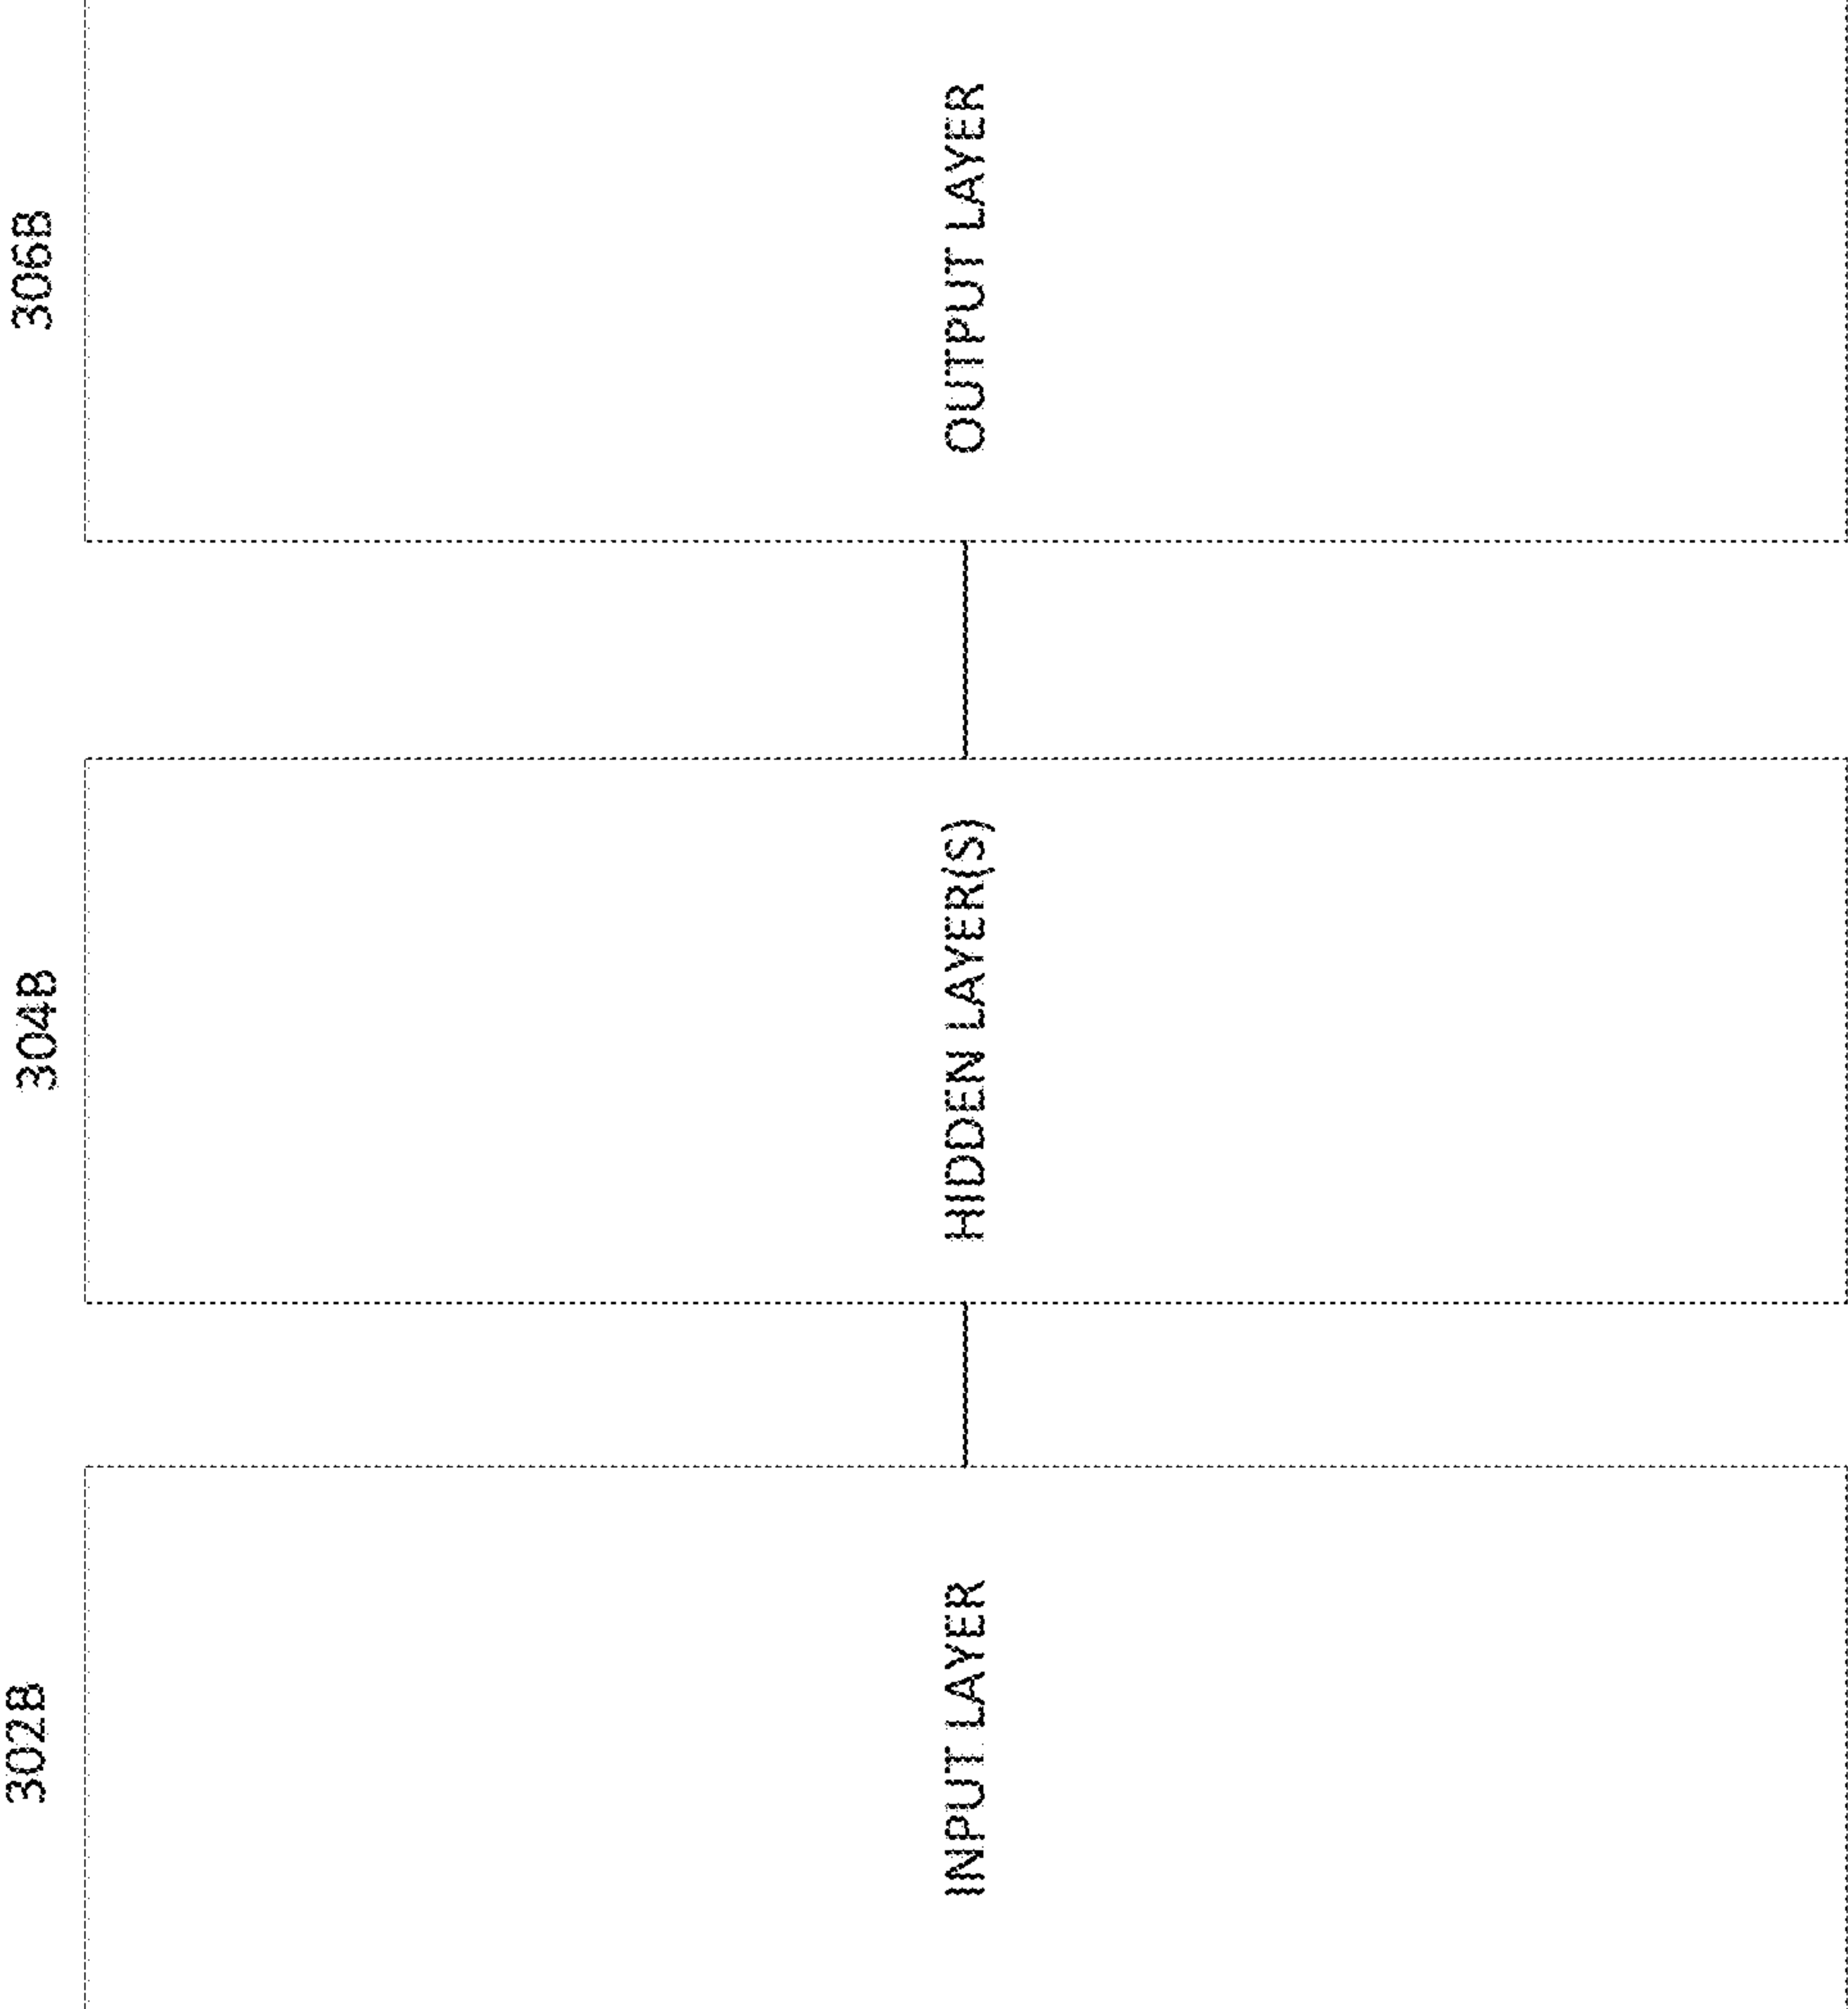 302B
304B
306B
INPUT LAYER
HIDDEN LAYER(S)
OUTPUT LAYER